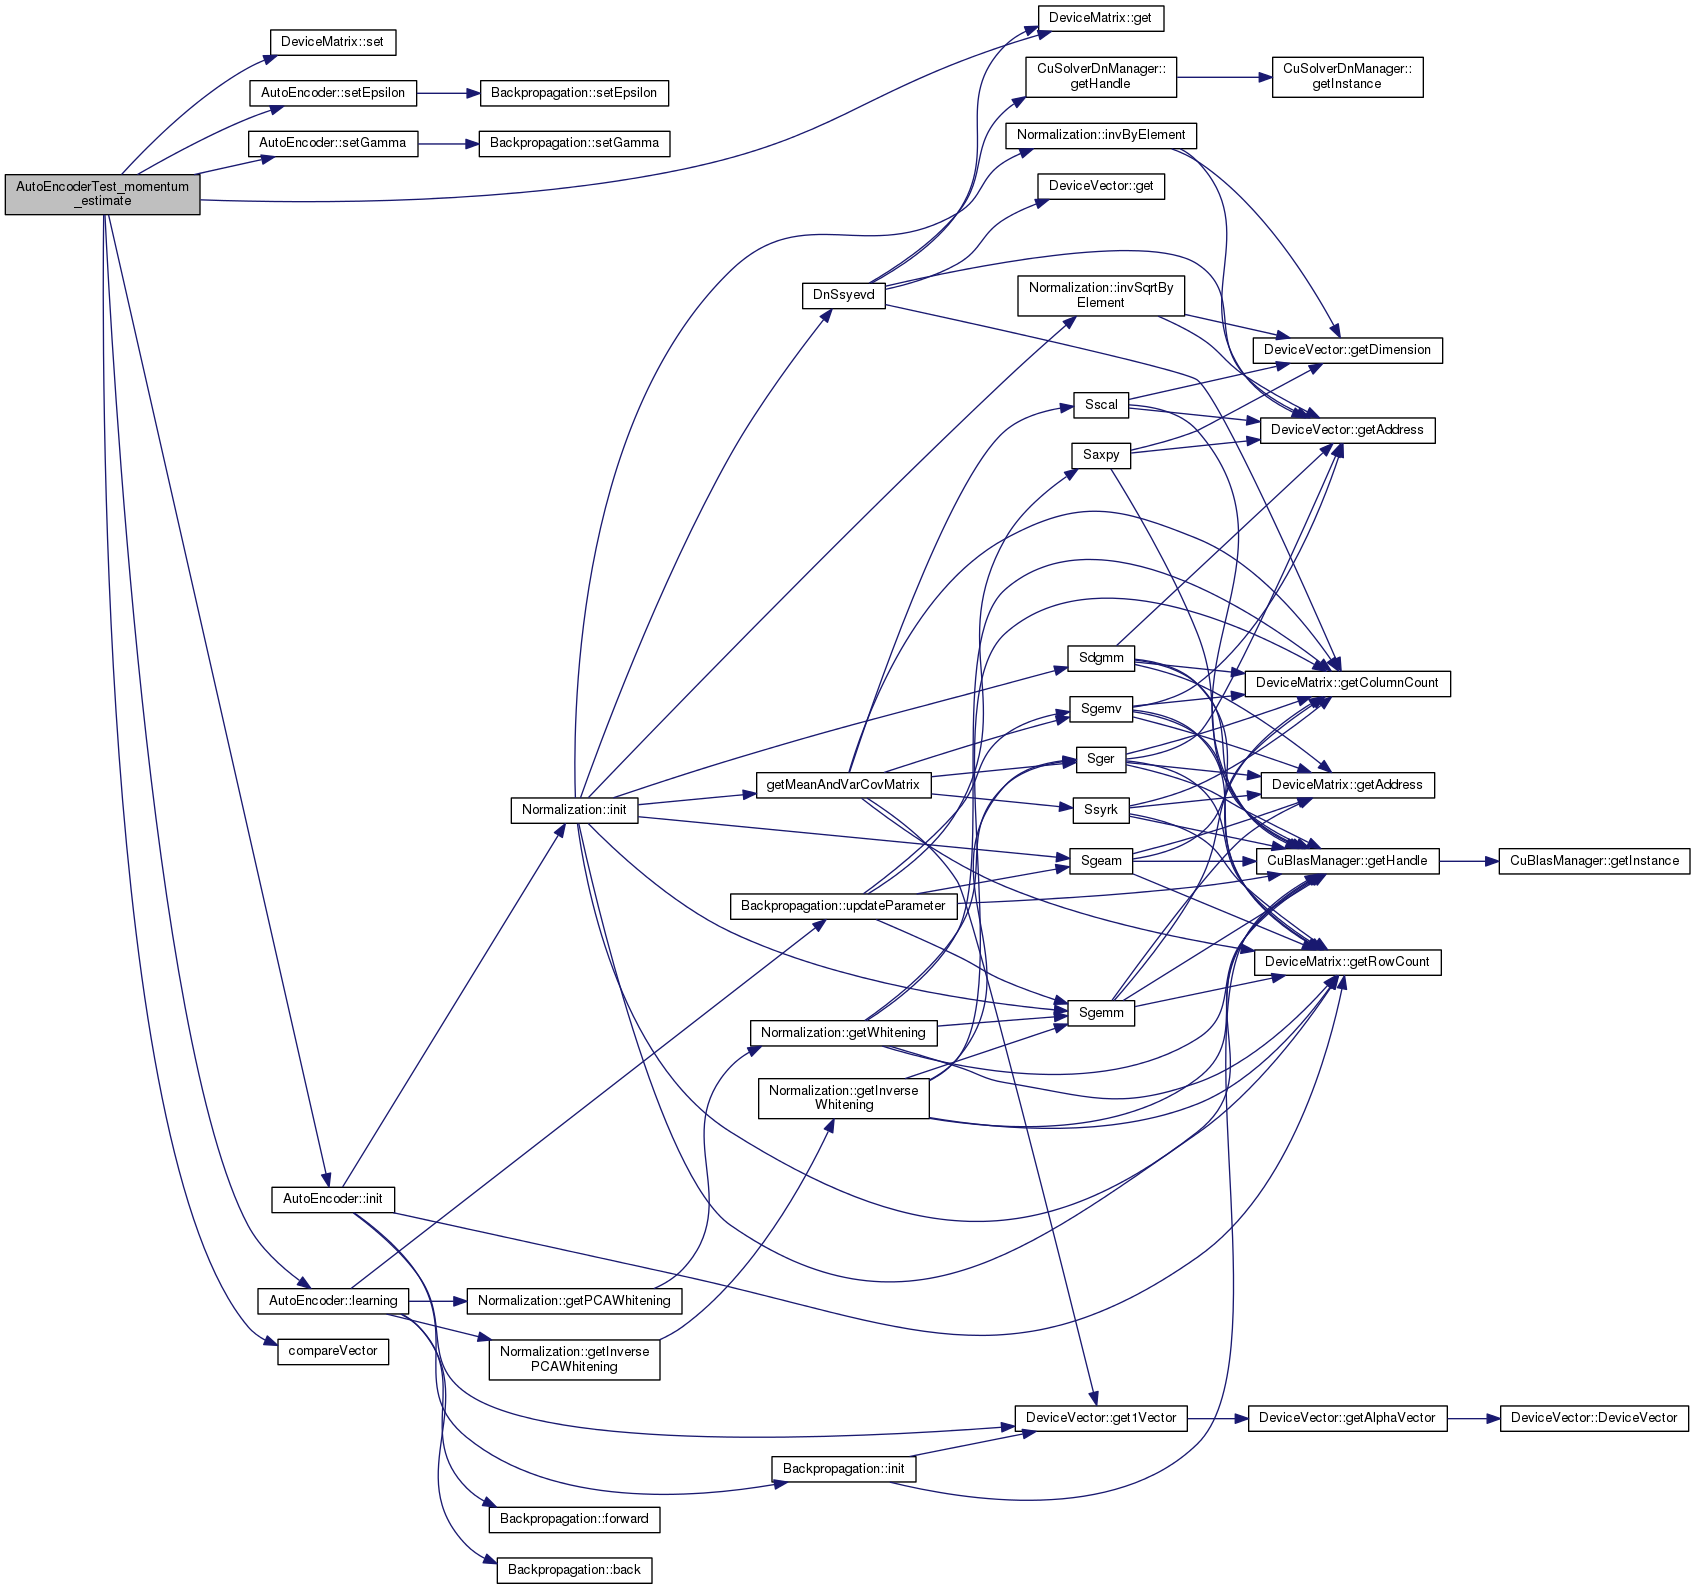 AutoEncoderTest_momentum
_estimate
DeviceMatrix::set
AutoEncoder::setEpsilon
Backpropagation::setEpsilon
AutoEncoder::setGamma
Backpropagation::setGamma
DeviceMatrix::get
CuSolverDnManager::
getHandle
CuSolverDnManager::
getInstance
Normalization::invByElement
DeviceVector::get
DnSsyevd
Normalization::invSqrtBy
Element
DeviceVector::getDimension
Sscal
DeviceVector::getAddress
Saxpy
Sdgmm
DeviceMatrix::getColumnCount
Sgemv
Sger
getMeanAndVarCovMatrix
DeviceMatrix::getAddress
Normalization::init
Ssyrk
Sgeam
CuBlasManager::getHandle
CuBlasManager::getInstance
Backpropagation::updateParameter
DeviceMatrix::getRowCount
Sgemm
Normalization::getWhitening
Normalization::getInverse
Whitening
AutoEncoder::init
AutoEncoder::learning
Normalization::getPCAWhitening
compareVector
Normalization::getInverse
PCAWhitening
DeviceVector::get1Vector
DeviceVector::getAlphaVector
DeviceVector::DeviceVector
Backpropagation::init
Backpropagation::forward
Backpropagation::back